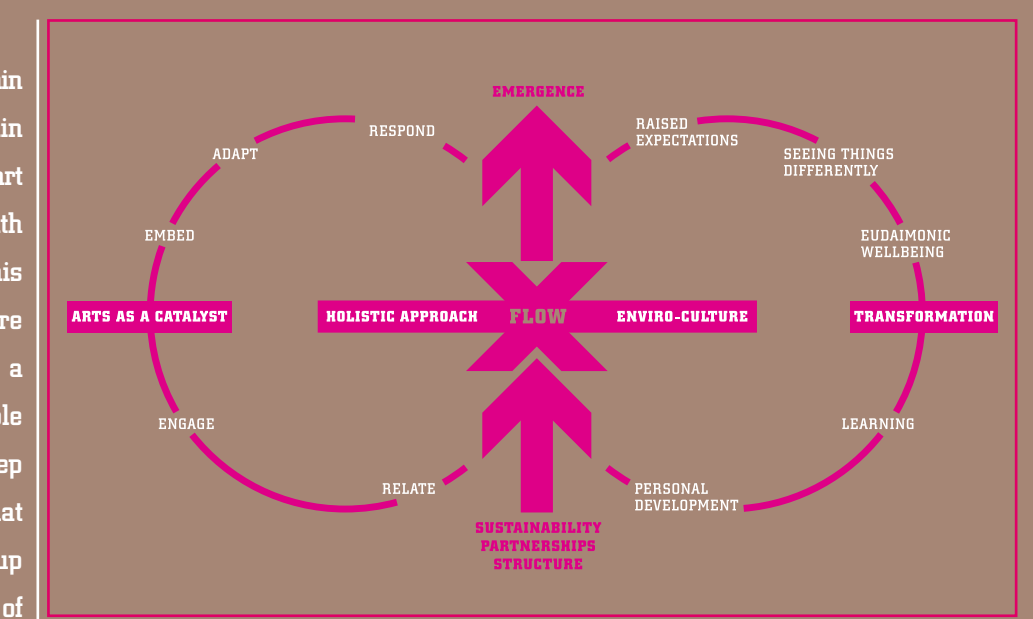 in
in
art
th
his
re
a
ole
ep
at
up
of
EMERGENCE
RESPOND
ADAPT
EMBED
ARTS AS A CATALYST
ENGAGE
RELATE
HOLISTIC APPROACH
FLOW
ENVIRO-CULTURE
RAISED
EXPECTATIONS
SEEING THINGS
DIFFERENTLY
EUDAIMONIC
WELLBEING
TRANSFORMATION
LEARNING
PERSONAL
DEVELOPMENT
SUSTAINABILITY
PARTNERSHIPS
STRUCTURE